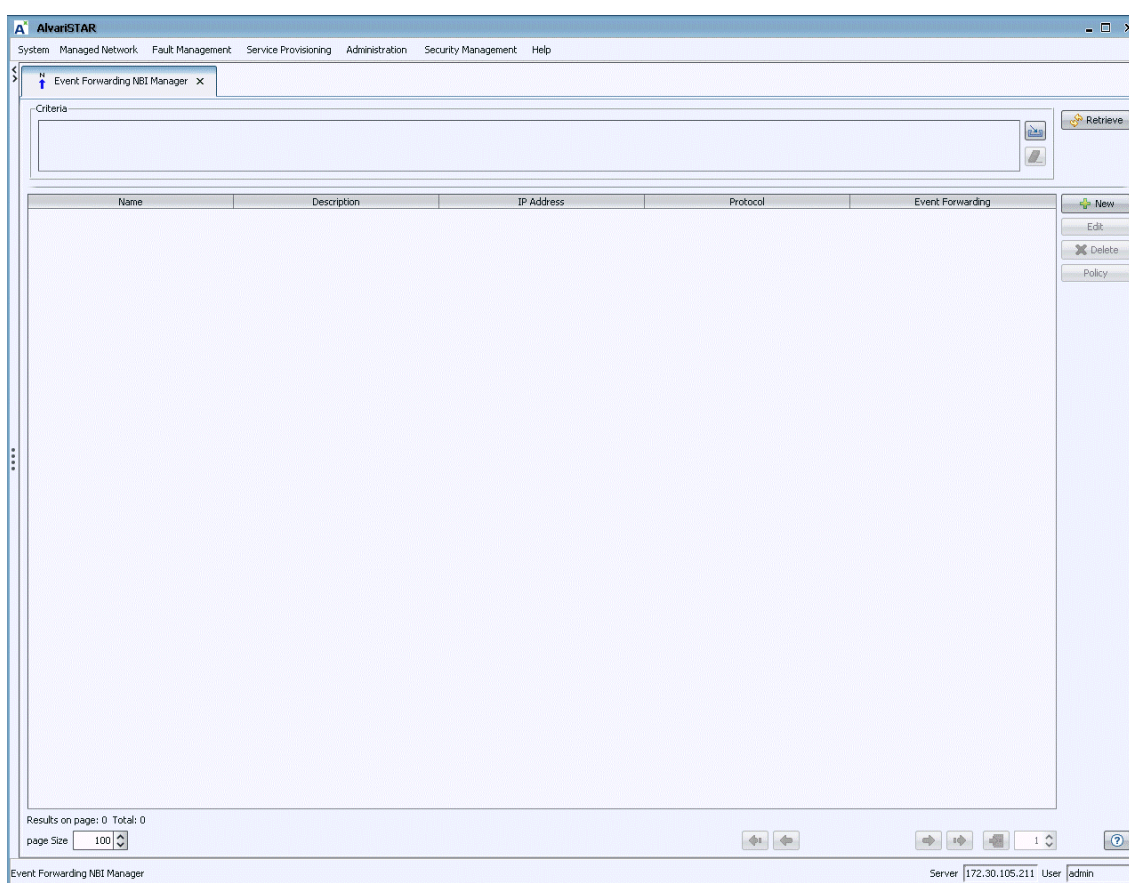 AlvariSTAR
System Managed Network Fault Management Service Provisioning Administration Security Management Help
N Event Forwarding NBI Manager
Criteria
Retrieve
Name Description IP Address Protocol Event Forwarding
New
Edit
Delete
Policy
Results on page: 0 Total: 0
page Size 100
1
Event Forwarding NBI Manager Server 172.30.105.211 User admin